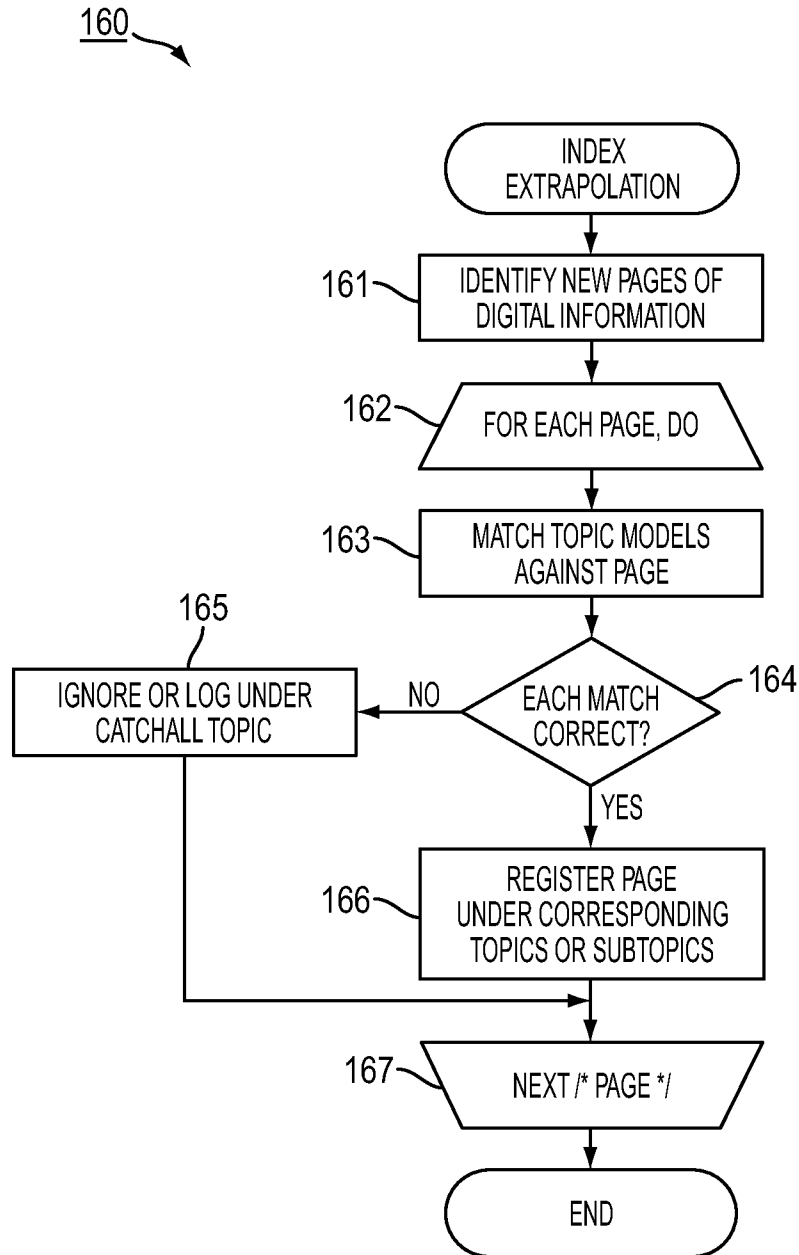 160
INDEX
EXTRAPOLATION
161
IDENTIFY NEW PAGES OF
DIGITAL INFORMATION
162
FOR EACH PAGE, DO
163
MATCH TOPIC MODELS
AGAINST PAGE
165
IGNORE OR LOG UNDER
CATCHALL TOPIC
NO
EACH MATCH
CORRECT?
164
YES
166
REGISTER PAGE
UNDER CORRESPONDING
TOPICS OR SUBTOPICS
167
NEXT /* PAGE */
END